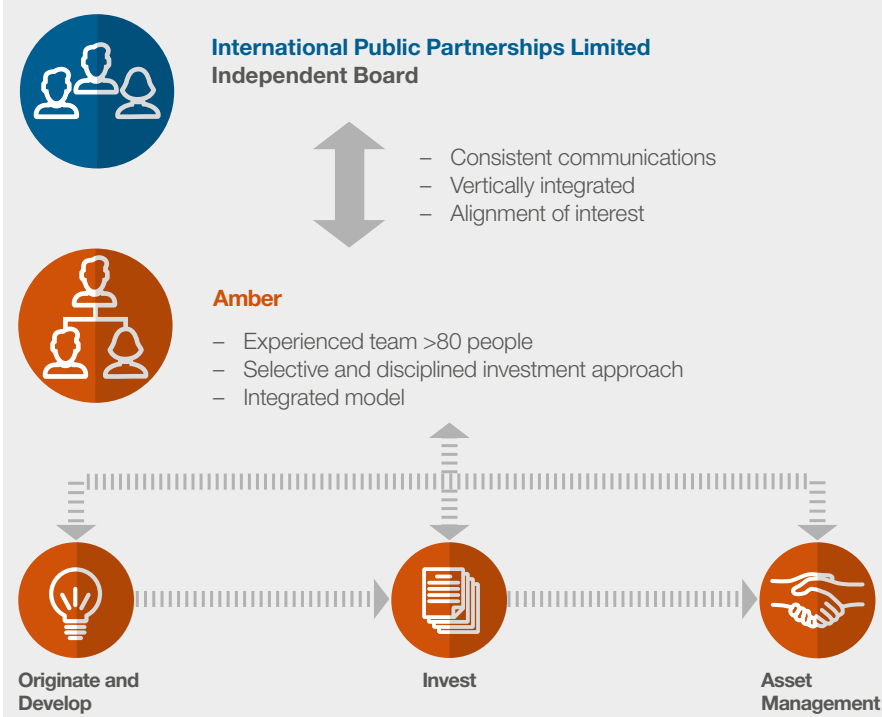 International Public Partnerships Limited
Independent Board
– Consistent communications
– Vertically integrated
– Alignment of interest
Amber
– Experienced team >80 people
– Selective and disciplined investment approach
– Integrated model
Originate and
Develop
Invest
Asset
Management